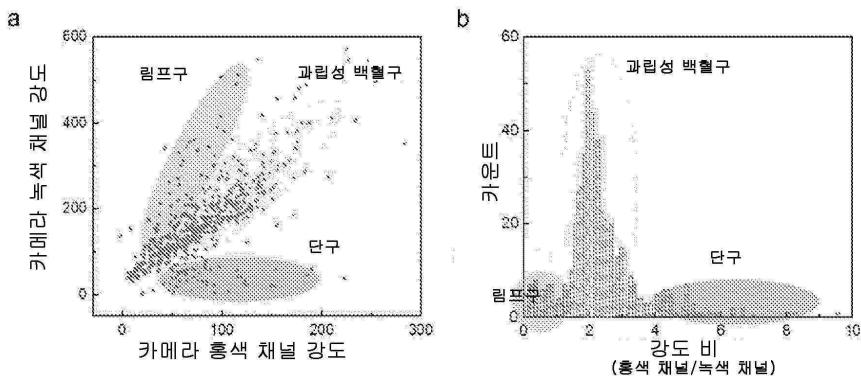 a
600
400
200
0
0
100
200
300
카메라 녹색 채널 강도
림프구
과립성 백혈구
단구
카메라 홍색 채널 강도
b
60
40
20
0
0
2
4
6
8
10
카운트
과립성 백혈구
림프구
단구
강도 비
(홍색 채널/녹색 채널)